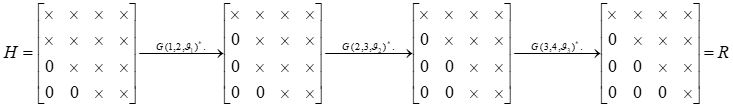 × × × × × × × × × × × × × × × ×
H = × × × × G(1,2,ϑ₁)*. 0 × × × G(2,3,ϑ₂)*. 0 × × × G(3,4,ϑ₃)*. 0 × × × = R
0 × × × 0 × × × 0 0 × × 0 0 × ×
0 0 × × 0 0 × × 0 0 × × 0 0 0 ×